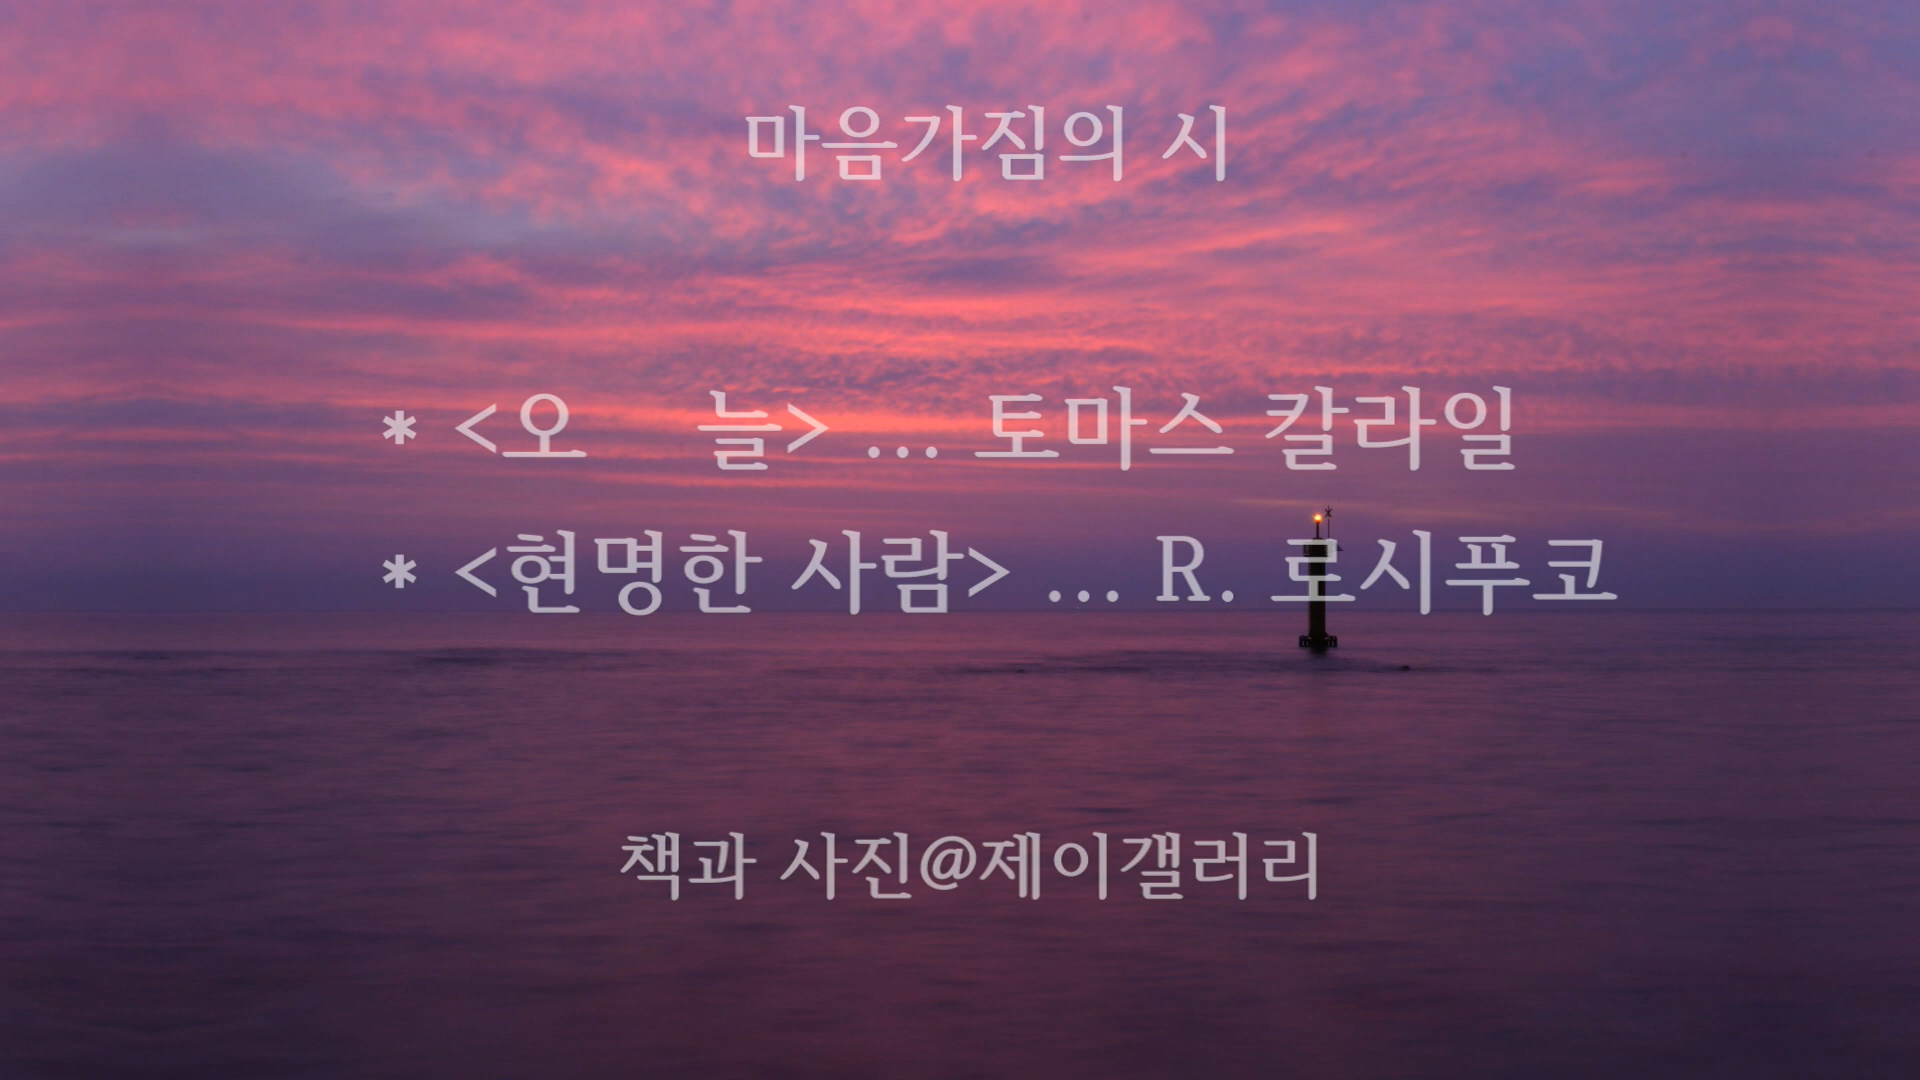 마음가짐의 시
* <오 늘> ... 토마스 칼라일
* <현명한 사람> ... R. 로시푸코
책과 사진@제이갤러리